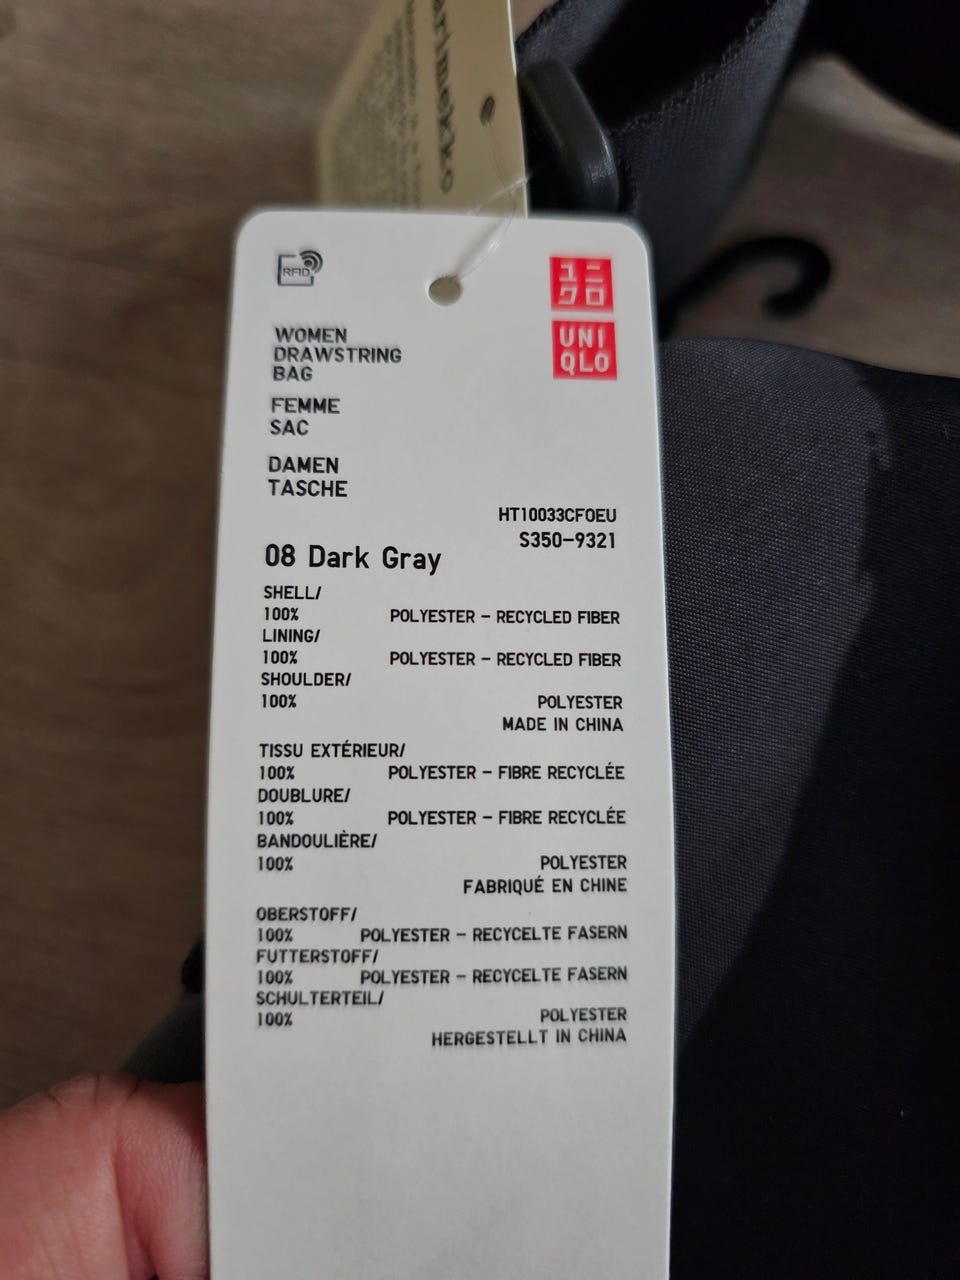 marimekko
RFID
ユニ
クロ
UNI
QLO
WOMEN
DRAWSTRING
BAG
FEMME
SAC
DAMEN
TASCHE
HT10033CFOEU
S350-9321
08 Dark Gray
SHELL/
100% POLYESTER - RECYCLED FIBER
LINING/
100% POLYESTER - RECYCLED FIBER
SHOULDER/
100% POLYESTER
MADE IN CHINA
TISSU EXTÉRIEUR/
100% POLYESTER - FIBRE RECYCLÉE
DOUBLURE/
100% POLYESTER - FIBRE RECYCLÉE
BANDOULIÈRE/
100% POLYESTER
FABRIQUÉ EN CHINE
OBERSTOFF/
100% POLYESTER - RECYCELTE FASERN
FUTTERSTOFF/
100% POLYESTER - RECYCELTE FASERN
SCHULTERTEIL/
100% POLYESTER
HERGESTELLT IN CHINA